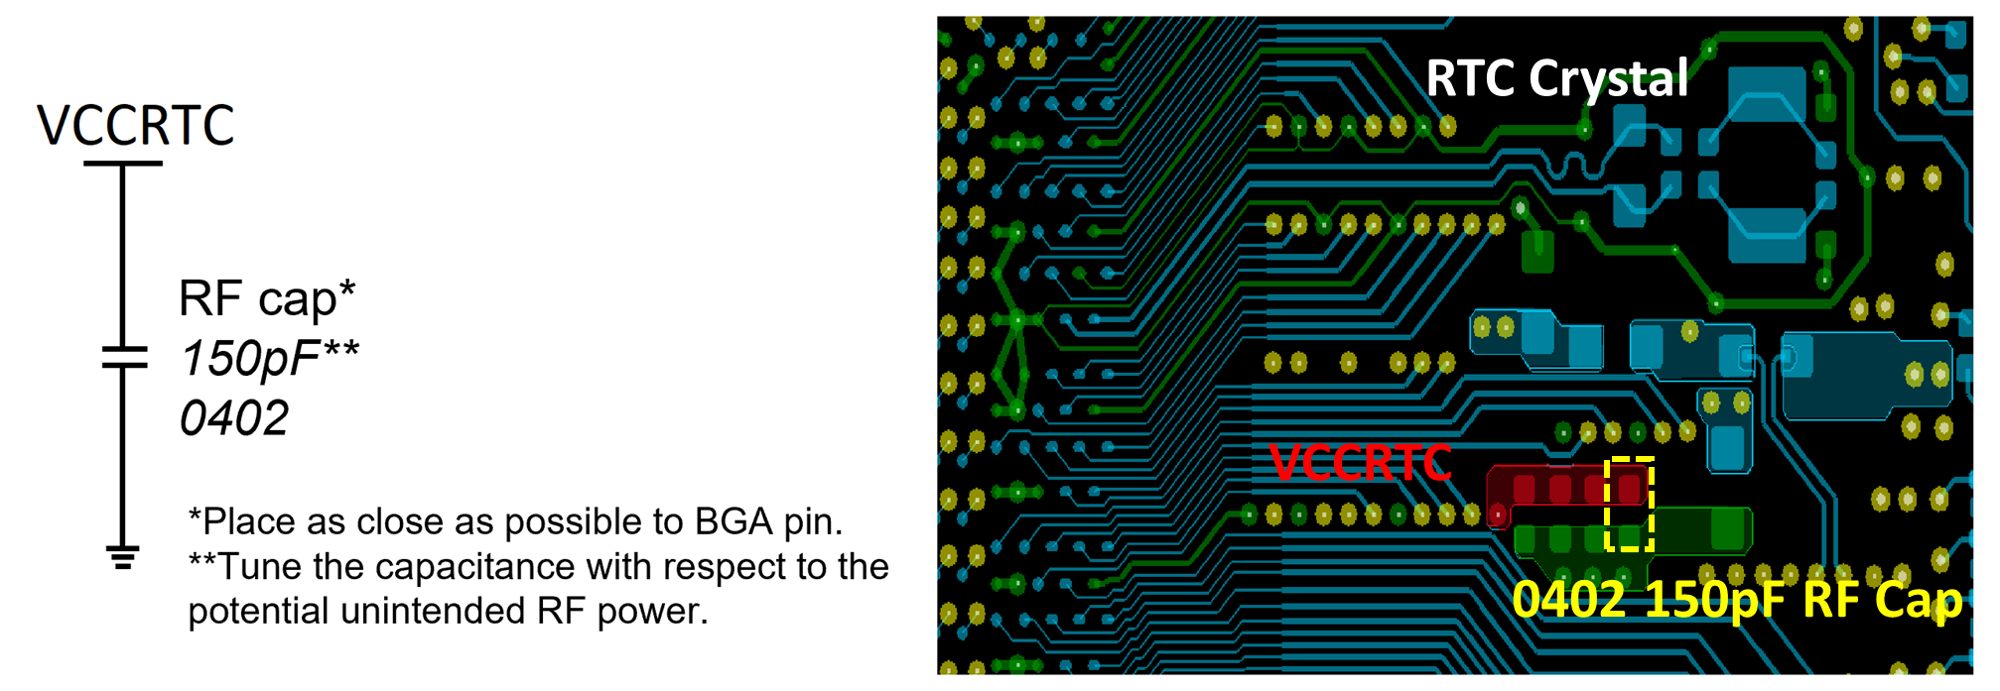 VCCRTC
RF cap*
150pF**
0402
*Place as close as possible to BGA pin.
**Tune the capacitance with respect to the
potential unintended RF power.
RTC Crystal
VCCRTC
0402 150pF RF Cap